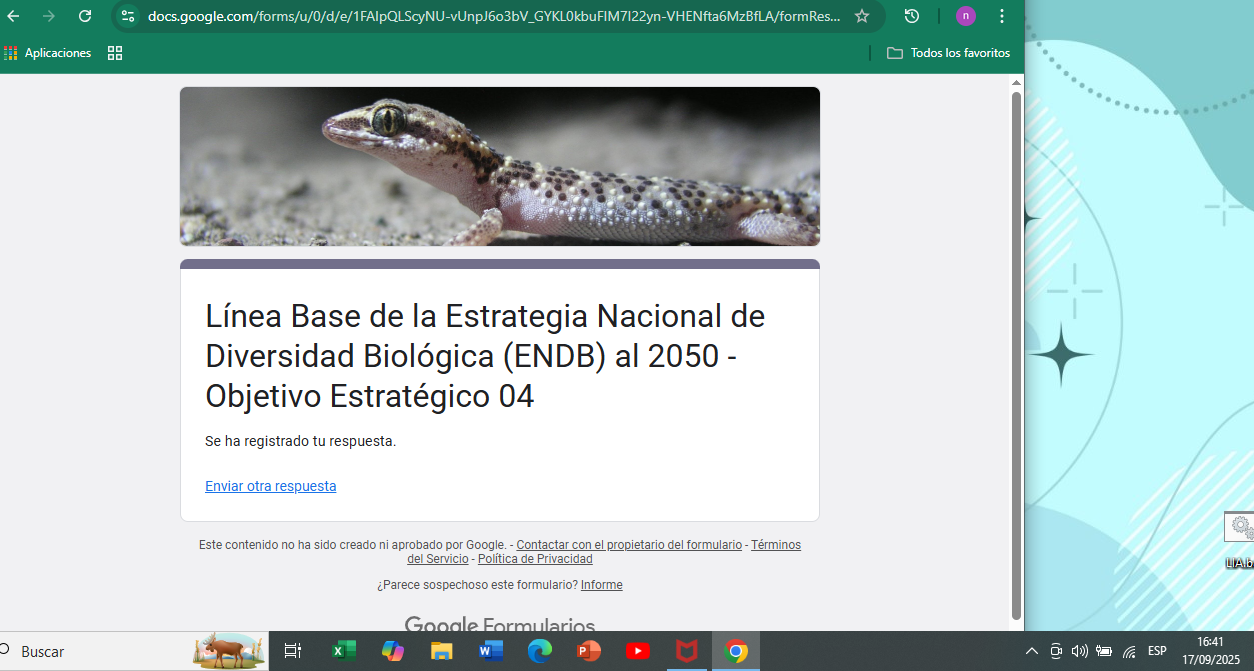 docs.google.com/forms/u/0/d/e/1FAIpQLScyNU-vUnpJ6o3bV_GYKL0kbuFIM7I22yn-VHENfta6MzBfLA/formRes...
n
Aplicaciones
Todos los favoritos
Línea Base de la Estrategia Nacional de
Diversidad Biológica (ENDB) al 2050 -
Objetivo Estratégico 04
Se ha registrado tu respuesta.
Enviar otra respuesta
Este contenido no ha sido creado ni aprobado por Google. - Contactar con el propietario del formulario - Términos
del Servicio - Política de Privacidad
¿Parece sospechoso este formulario? Informe
Google Formularios
LIA.b
Buscar
ESP
16:41
17/09/2025